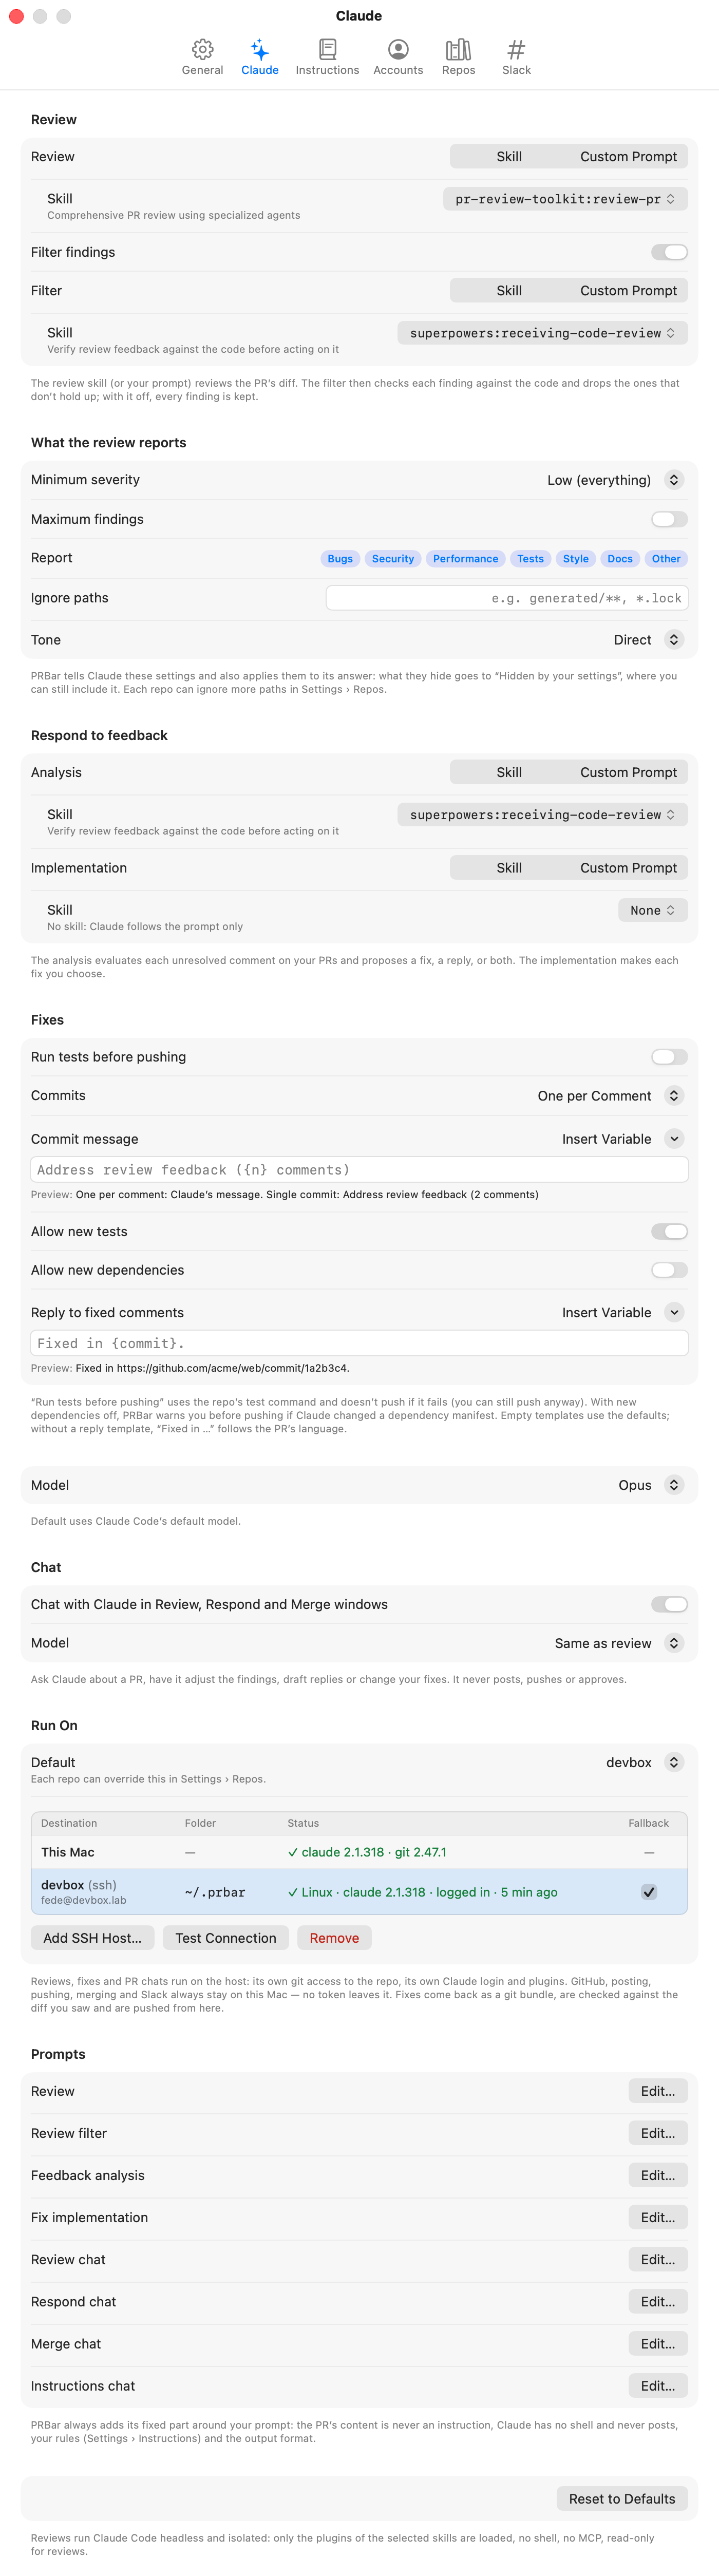 Claude
General Claude Instructions Accounts Repos Slack
Review
Review Skill Custom Prompt
Skill pr-review-toolkit:review-pr
Comprehensive PR review using specialized agents
Filter findings
Filter Skill Custom Prompt
Skill superpowers:receiving-code-review
Verify review feedback against the code before acting on it
The review skill (or your prompt) reviews the PR's diff. The filter then checks each finding against the code and drops the ones that
don't hold up; with it off, every finding is kept.
What the review reports
Minimum severity Low (everything)
Maximum findings
Report Bugs Security Performance Tests Style Docs Other
Ignore paths e.g. generated/**, *.lock
Tone Direct
PRBar tells Claude these settings and also applies them to its answer: what they hide goes to “Hidden by your settings”, where you
can still include it. Each repo can ignore more paths in Settings › Repos.
Respond to feedback
Analysis Skill Custom Prompt
Skill superpowers:receiving-code-review
Verify review feedback against the code before acting on it
Implementation Skill Custom Prompt
Skill None
No skill: Claude follows the prompt only
The analysis evaluates each unresolved comment on your PRs and proposes a fix, a reply, or both. The implementation makes each
fix you choose.
Fixes
Run tests before pushing
Commits One per Comment
Commit message Insert Variable
Address review feedback ({n} comments)
Preview: One per comment: Claude's message. Single commit: Address review feedback (2 comments)
Allow new tests
Allow new dependencies
Reply to fixed comments Insert Variable
Fixed in {commit}.
Preview: Fixed in https://github.com/acme/web/commit/1a2b3c4.
“Run tests before pushing” uses the repo's test command and doesn't push if it fails (you can still push anyway). With new
dependencies off, PRBar warns you before pushing if Claude changed a dependency manifest. Empty templates use the defaults;
without a reply template, “Fixed in …” follows the PR's language.
Model Opus
Default uses Claude Code's default model.
Chat
Chat with Claude in Review, Respond and Merge windows
Model Same as review
Ask Claude about a PR, have it adjust the findings, draft replies or change your fixes. It never posts, pushes or approves.
Run On
Default devbox
Each repo can override this in Settings › Repos.
Destination Folder Status Fallback
This Mac — ✓ claude 2.1.318 · git 2.47.1 —
devbox (ssh) ~/.prbar ✓ Linux · claude 2.1.318 · logged in · 5 min ago
fede@devbox.lab
Add SSH Host... Test Connection Remove
Reviews, fixes and PR chats run on the host: its own git access to the repo, its own Claude login and plugins. GitHub, posting,
pushing, merging and Slack always stay on this Mac — no token leaves it. Fixes come back as a git bundle, are checked against the
diff you saw and are pushed from here.
Prompts
Review Edit...
Review filter Edit...
Feedback analysis Edit...
Fix implementation Edit...
Review chat Edit...
Respond chat Edit...
Merge chat Edit...
Instructions chat Edit...
PRBar always adds its fixed part around your prompt: the PR's content is never an instruction, Claude has no shell and never posts,
your rules (Settings › Instructions) and the output format.
Reset to Defaults
Reviews run Claude Code headless and isolated: only the plugins of the selected skills are loaded, no shell, no MCP, read-only
for reviews.